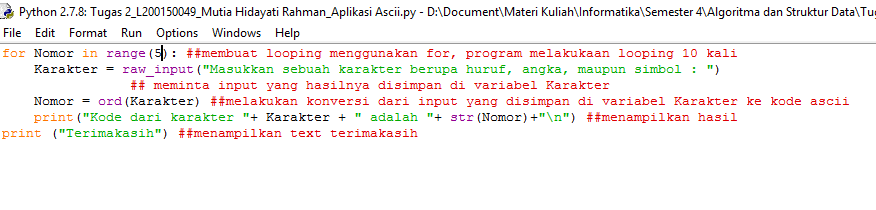 Python 2.7.8: Tugas 2_L200150049_Mutia Hidayati Rahman_Aplikasi Ascii.py - D:\Document\Materi Kuliah\Informatika\Semester 4\Algoritma dan Struktur Data\Tug
File Edit Format Run Options Windows Help
for Nomor in range(5): ##membuat looping menggunakan for, program melakukaan looping 10 kali
    Karakter = raw_input("Masukkan sebuah karakter berupa huruf, angka, maupun simbol : ")
                ## meminta input yang hasilnya disimpan di variabel Karakter
    Nomor = ord(Karakter) ##melakukan konversi dari input yang disimpan di variabel Karakter ke kode ascii
    print("Kode dari karakter "+ Karakter + " adalah "+ str(Nomor)+"\n") ##menampilkan hasil
print ("Terimakasih") ##menampilkan text terimakasih